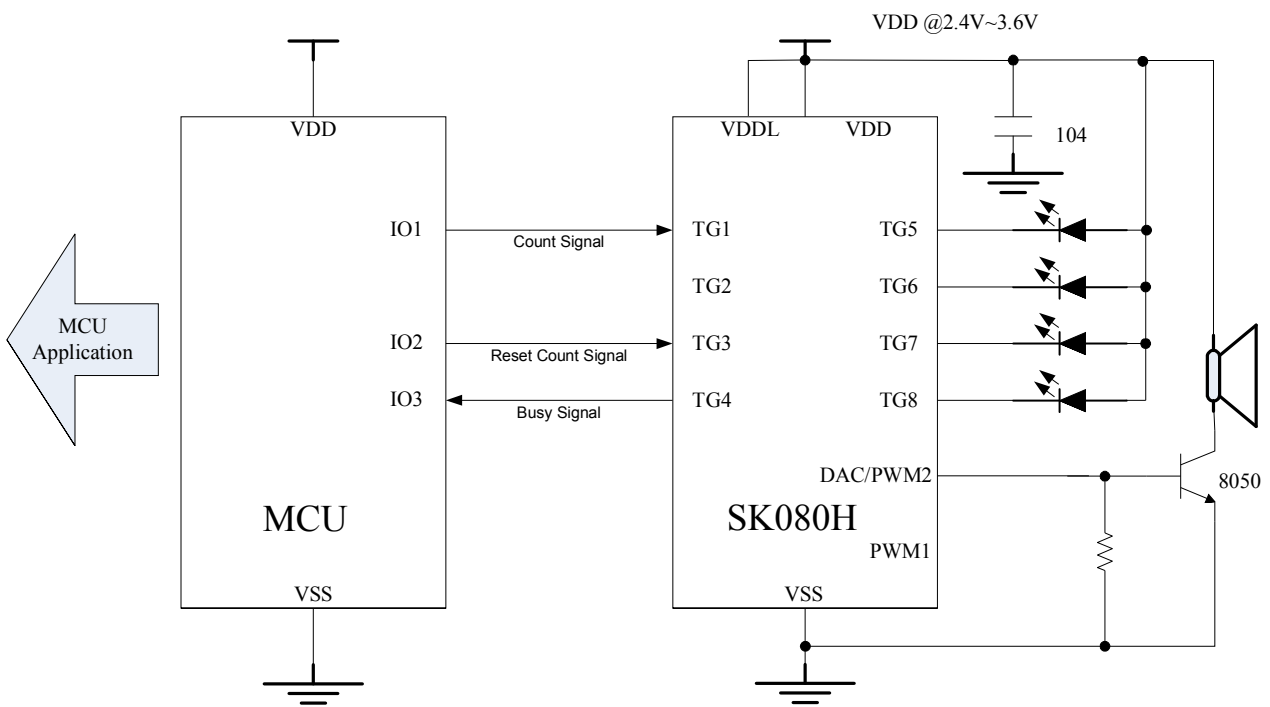 VDD @2.4V~3.6V
VDD
VDDL
VDD
104
IO1
Count Signal
TG1
TG5
TG2
TG6
MCU
Application
IO2
Reset Count Signal
TG3
TG7
IO3
Busy Signal
TG4
TG8
DAC/PWM2
8050
MCU
SK080H
PWM1
VSS
VSS